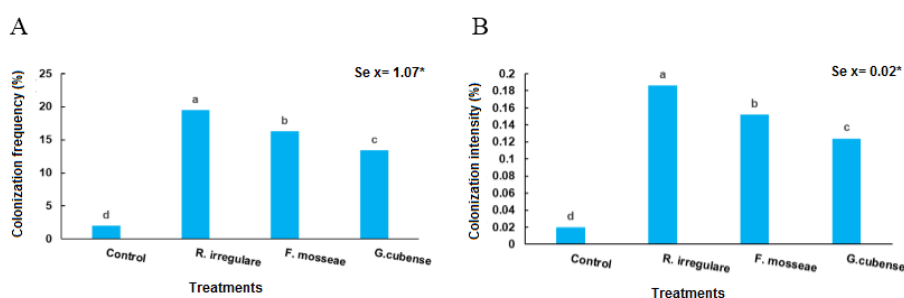 A
Se x= 1.07*
Colonization frequency (%)
25
20
15
10
5
0
d
a
b
c
Control
R. irregulare
F. mosseae
G.cubense
Treatments
B
Se x= 0.02*
Colonization intensity (%)
0.2
0.18
0.16
0.14
0.12
0.1
0.08
0.06
0.04
0.02
0
d
a
b
c
Control
R. irregulare
F. mosseae
G.cubense
Treatments